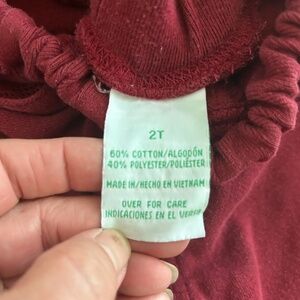 2T
60% COTTON/ALGODÓN
40% POLYESTER/POLIÉSTER
MADE IN/HECHO EN VIETNAM
OVER FOR CARE
INDICACIONES EN EL VERSO